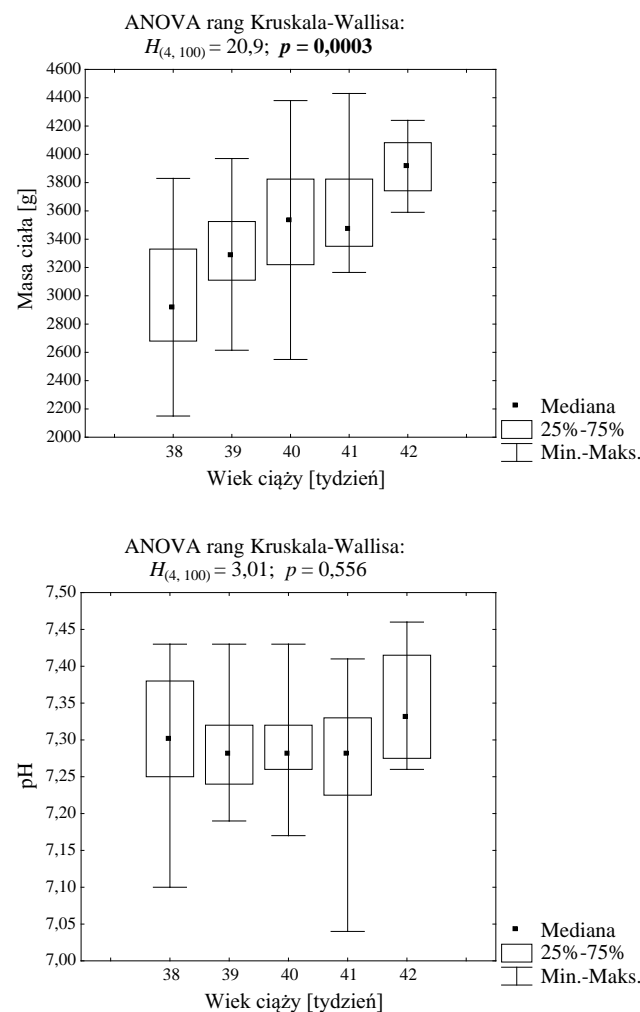 ANOVA rang Kruskala-Wallisa:
H(4, 100) = 20,9; p = 0,0003
4600
4400
4200
4000
3800
3600
3400
3200
3000
2800
2600
2400
2200
2000
Masa ciała [g]
38 39 40 41 42
Wiek ciąży [tydzień]
Mediana
25%-75%
Min.-Maks.
ANOVA rang Kruskala-Wallisa:
H(4, 100) = 3,01; p = 0,556
7,50
7,45
7,40
7,35
7,30
7,25
7,20
7,15
7,10
7,05
7,00
pH
38 39 40 41 42
Wiek ciąży [tydzień]
Mediana
25%-75%
Min.-Maks.